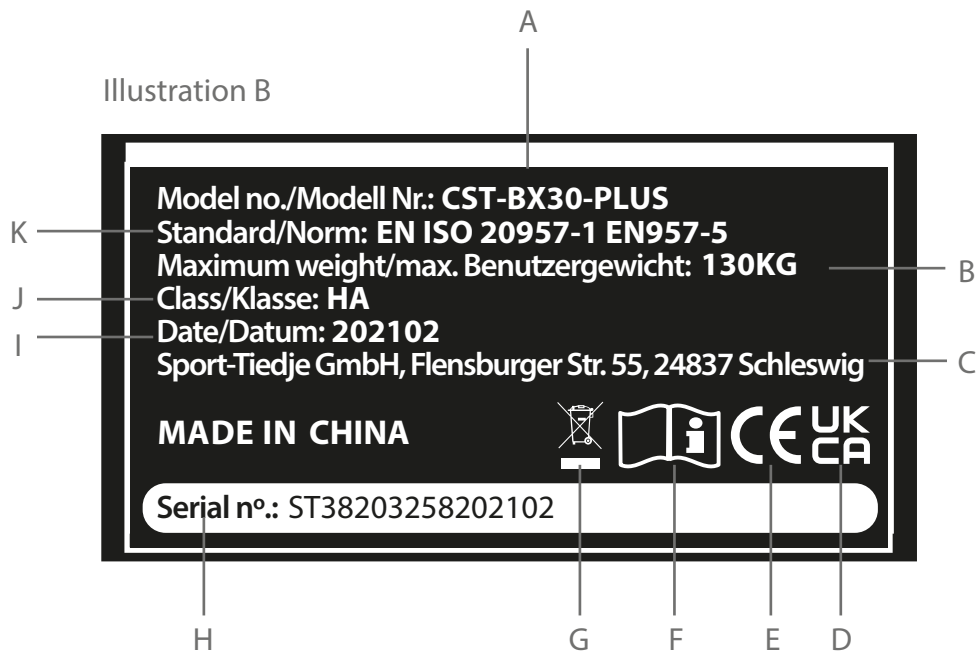 A
Illustration B
Model no./Modell Nr.: CST-BX30-PLUS
K
Standard/Norm: EN ISO 20957-1 EN957-5
Maximum weight/max. Benutzergewicht: 130KG
B
J
Class/Klasse: HA
I
Date/Datum: 202102
Sport-Tiedje GmbH, Flensburger Str. 55, 24837 Schleswig
C
MADE IN CHINA
i
CE
UK
CA
Serial nº.: ST38203258202102
H
G
F
E
D